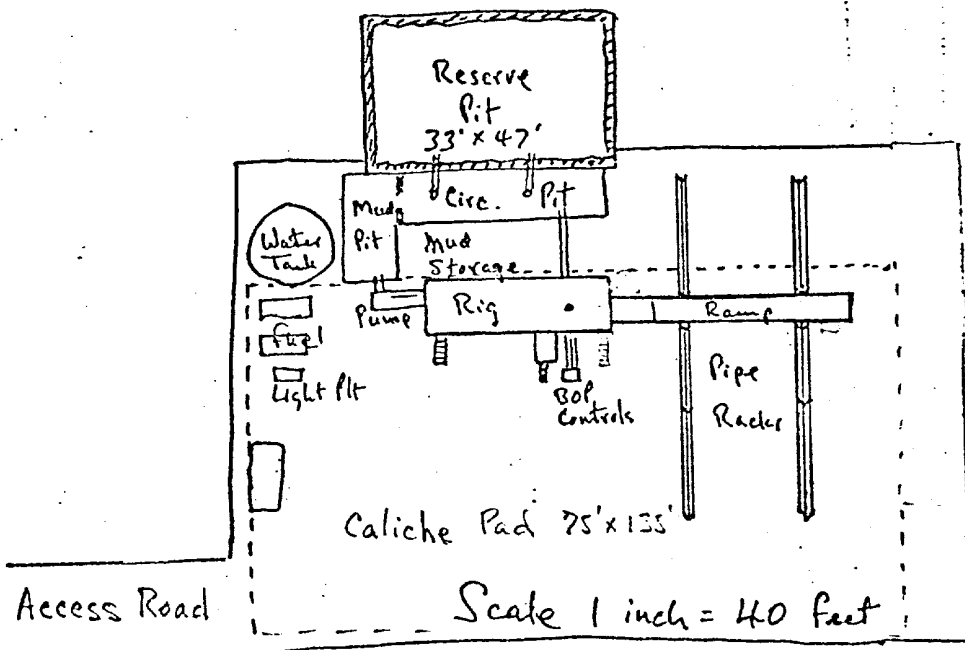 Reserve
Pit
33' x 47'
Circ. Pit
Mud
Pit
Mud
Storage
Water
Tank
Pump
Rig
Ramp
Fuel
Light Plt
BOP
Controls
Pipe
Racks
Caliche Pad 75' x 135'
Access Road
Scale 1 inch = 40 feet